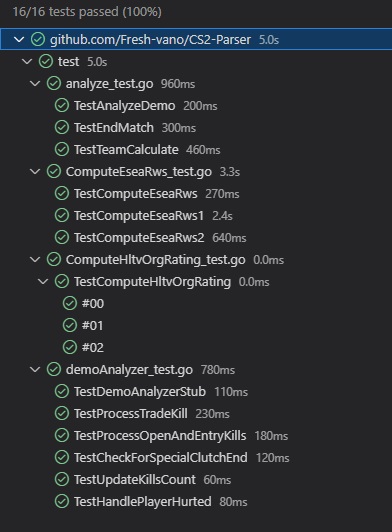 16/16 tests passed (100%)
github.com/Fresh-vano/CS2-Parser 5.0s
test 5.0s
analyze_test.go 960ms
TestAnalyzeDemo 200ms
TestEndMatch 300ms
TestTeamCalculate 460ms
ComputeEseaRws_test.go 3.3s
TestComputeEseaRws 270ms
TestComputeEseaRws1 2.4s
TestComputeEseaRws2 640ms
ComputeHltvOrgRating_test.go 0.0ms
TestComputeHltvOrgRating 0.0ms
#00
#01
#02
demoAnalyzer_test.go 780ms
TestDemoAnalyzerStub 110ms
TestProcessTradeKill 230ms
TestProcessOpenAndEntryKills 180ms
TestCheckForSpecialClutchEnd 120ms
TestUpdateKillsCount 60ms
TestHandlePlayerHurted 80ms